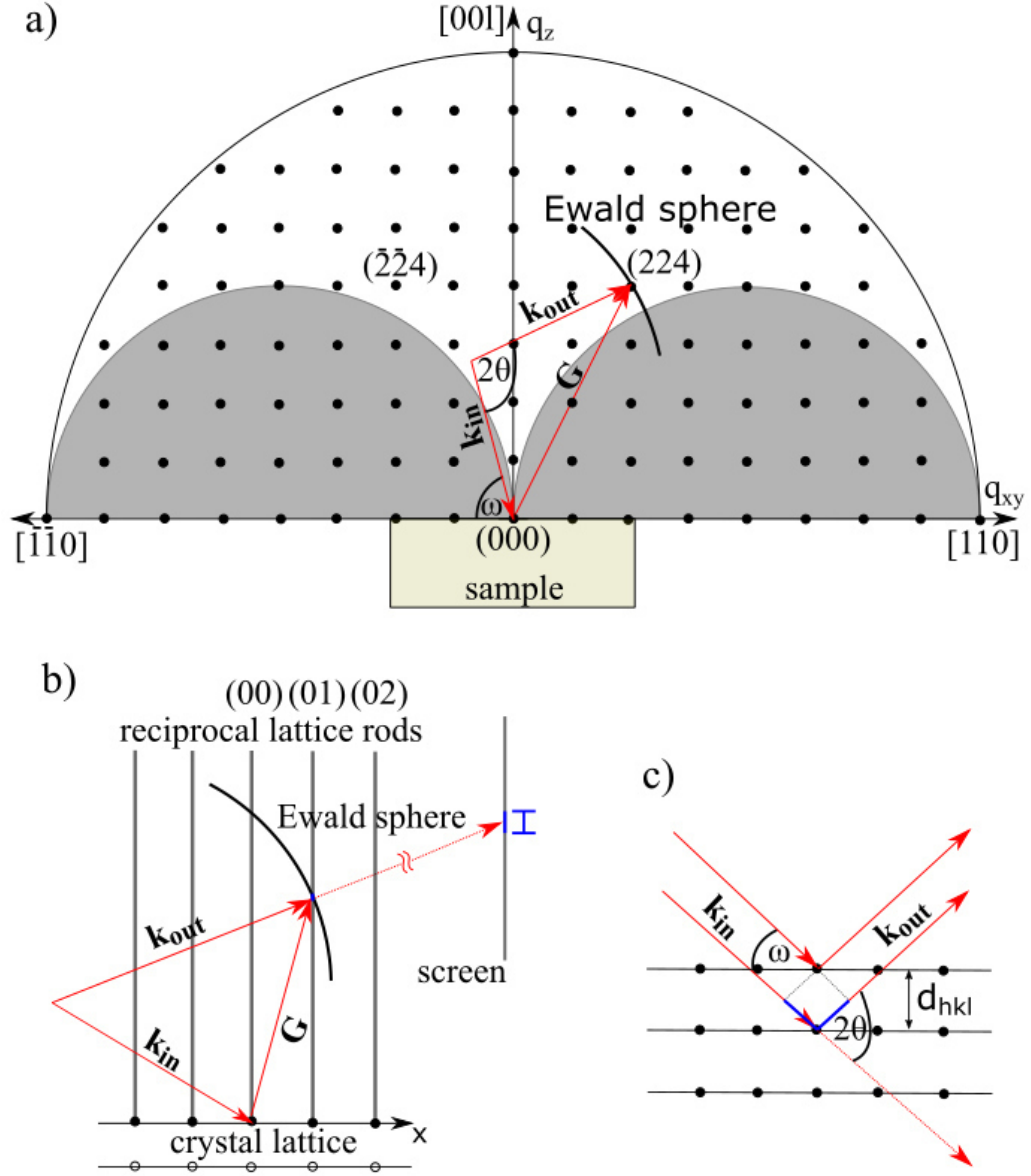 a)
[00l] q_z
Ewald sphere
(2̄2̄4)
(224)
k_out
2θ
G
k_in
ω
q_xy
[1̄1̄0]
(000)
[110]
sample
b)
(00) (01) (02)
reciprocal lattice rods
Ewald sphere
k_out
G
screen
k_in
x
crystal lattice
c)
k_in
k_out
ω
d_hkl
2θ